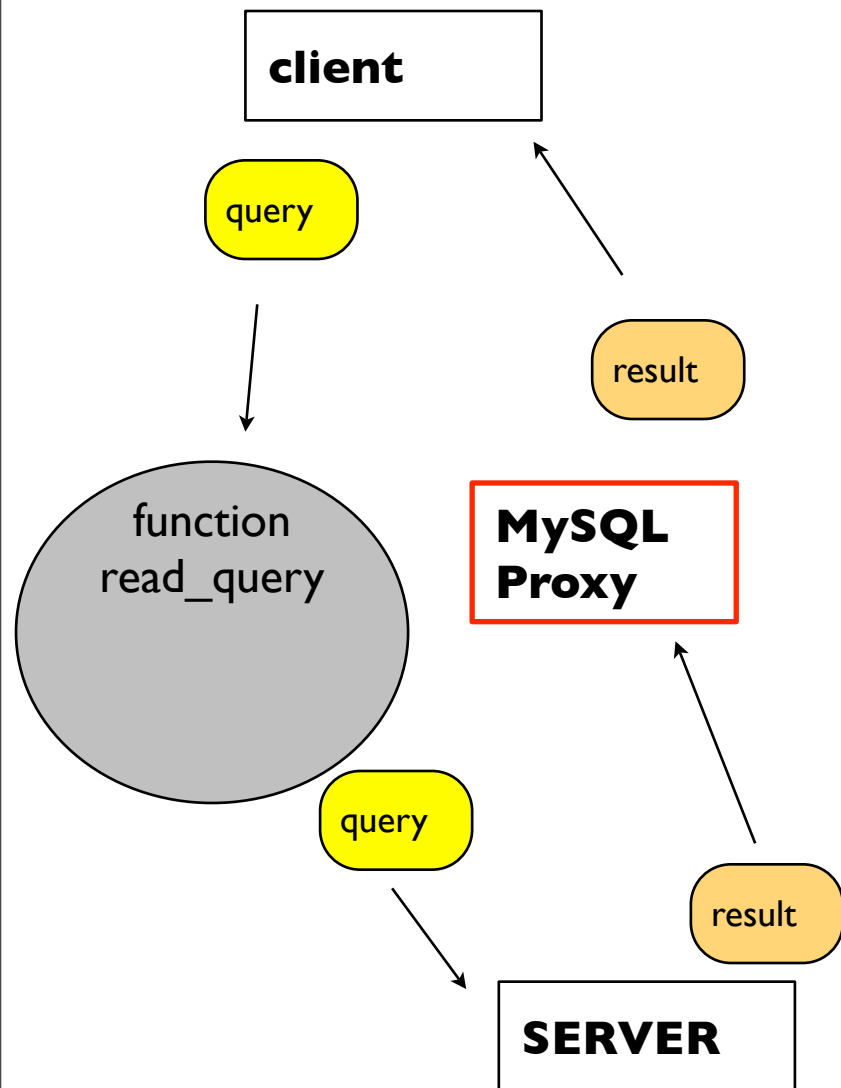 client
query
result
function
read_query
MySQL
Proxy
query
result
SERVER